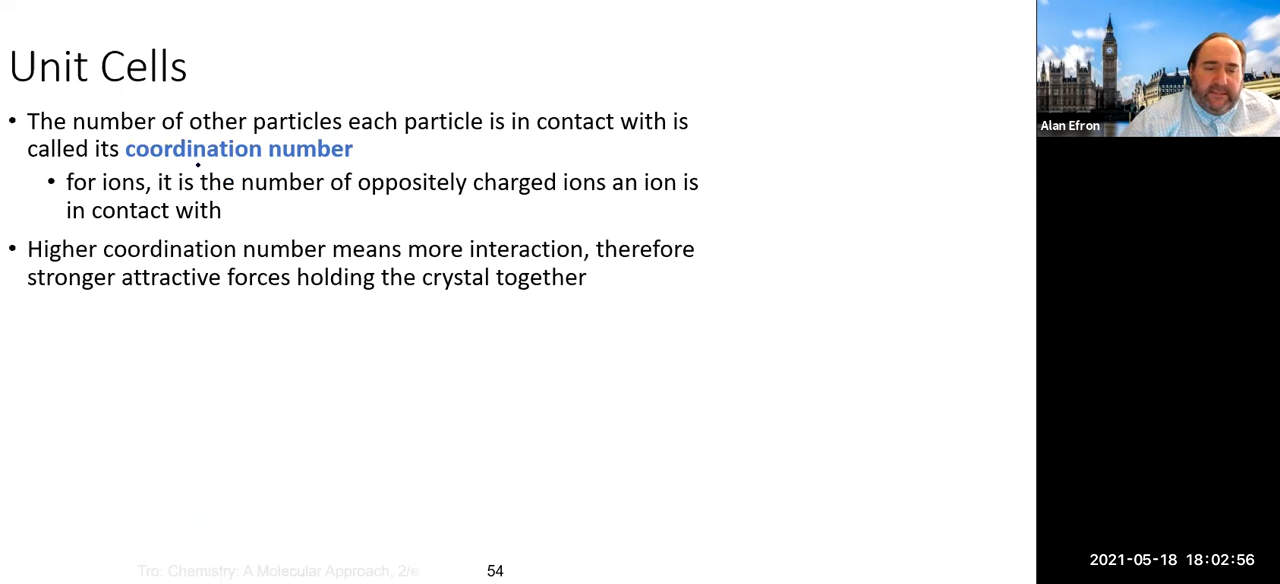 Unit Cells
• The number of other particles each particle is in contact with is
called its coordination number
• for ions, it is the number of oppositely charged ions an ion is
in contact with
• Higher coordination number means more interaction, therefore
stronger attractive forces holding the crystal together
Tro: Chemistry: A Molecular Approach, 2/e
54
Alan Efron
2021-05-18 18:02:56